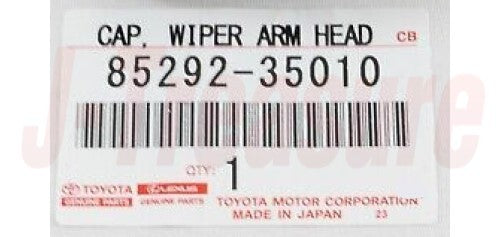 CAP, WIPER ARM HEAD CB
85292-35010
J-Treasure
QTY: 1
TOYOTA LEXUS
GENUINE PARTS GENUINE PARTS
TOYOTA MOTOR CORPORATION
MADE IN JAPAN 23